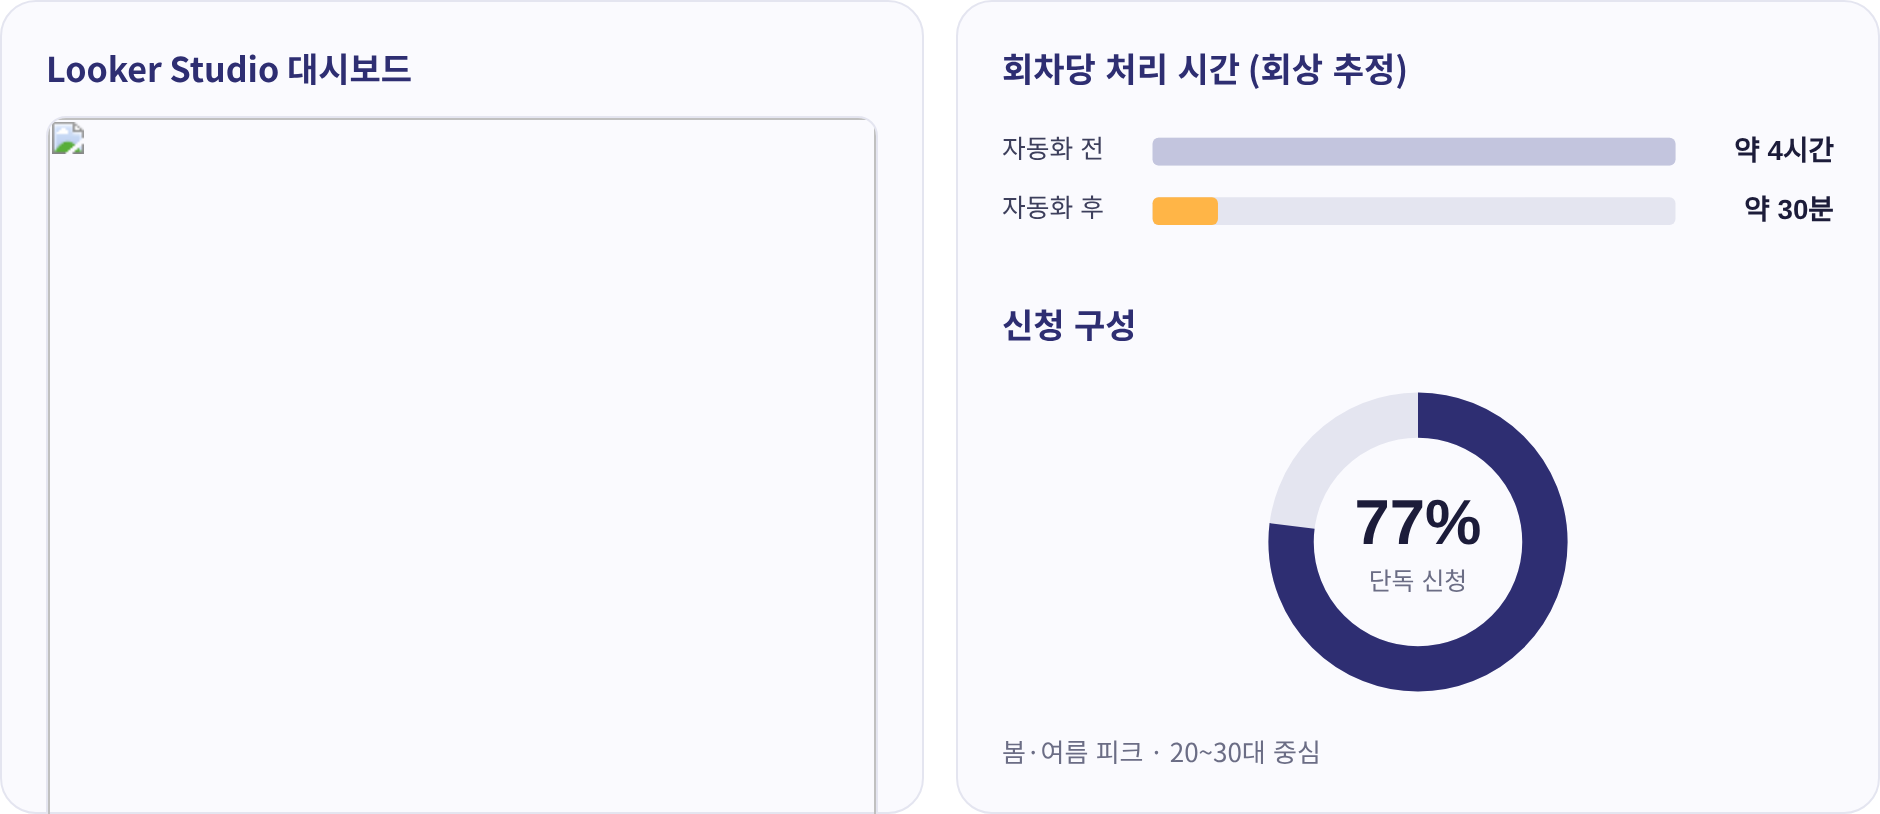 Looker Studio 대시보드
회차당 처리 시간 (회상 추정)
자동화 전 약 4시간
자동화 후 약 30분
신청 구성
77%
단독 신청
봄·여름 피크 · 20~30대 중심